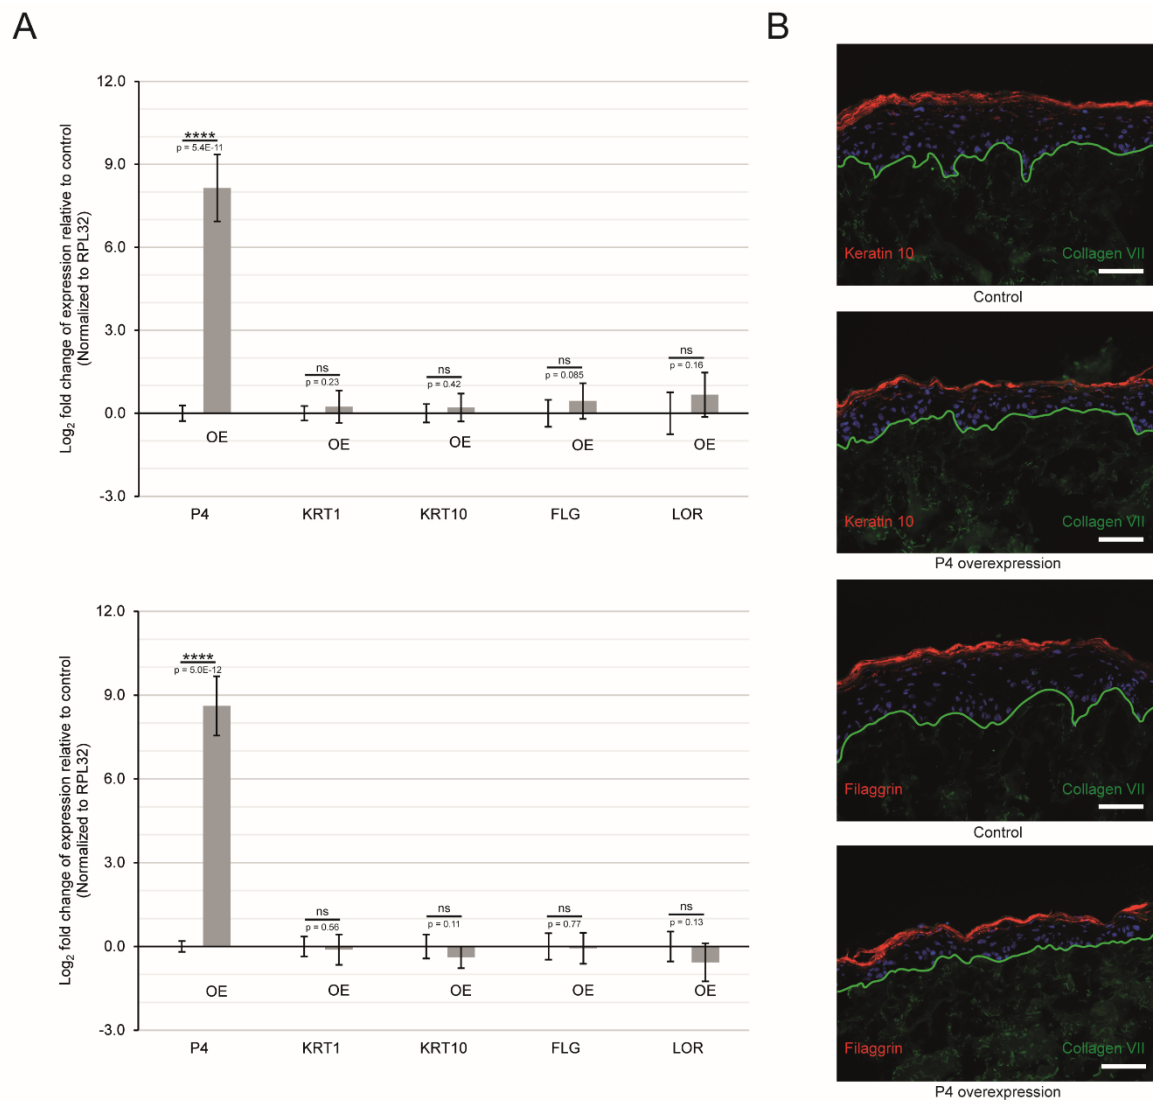 A
B
Log2 fold change of expression relative to control
(Normalized to RPL32)
12.0
9.0
6.0
3.0
0.0
-3.0
****
p = 5.4E-11
OE
ns
p = 0.23
OE
ns
p = 0.42
OE
ns
p = 0.085
OE
ns
p = 0.16
OE
P4 KRT1 KRT10 FLG LOR
Log2 fold change of expression relative to control
(Normalized to RPL32)
12.0
9.0
6.0
3.0
0.0
-3.0
****
p = 5.0E-12
OE
ns
p = 0.56
OE
ns
p = 0.11
OE
ns
p = 0.77
OE
ns
p = 0.13
OE
P4 KRT1 KRT10 FLG LOR
Keratin 10 Collagen VII
Control
Keratin 10 Collagen VII
P4 overexpression
Filaggrin Collagen VII
Control
Filaggrin Collagen VII
P4 overexpression